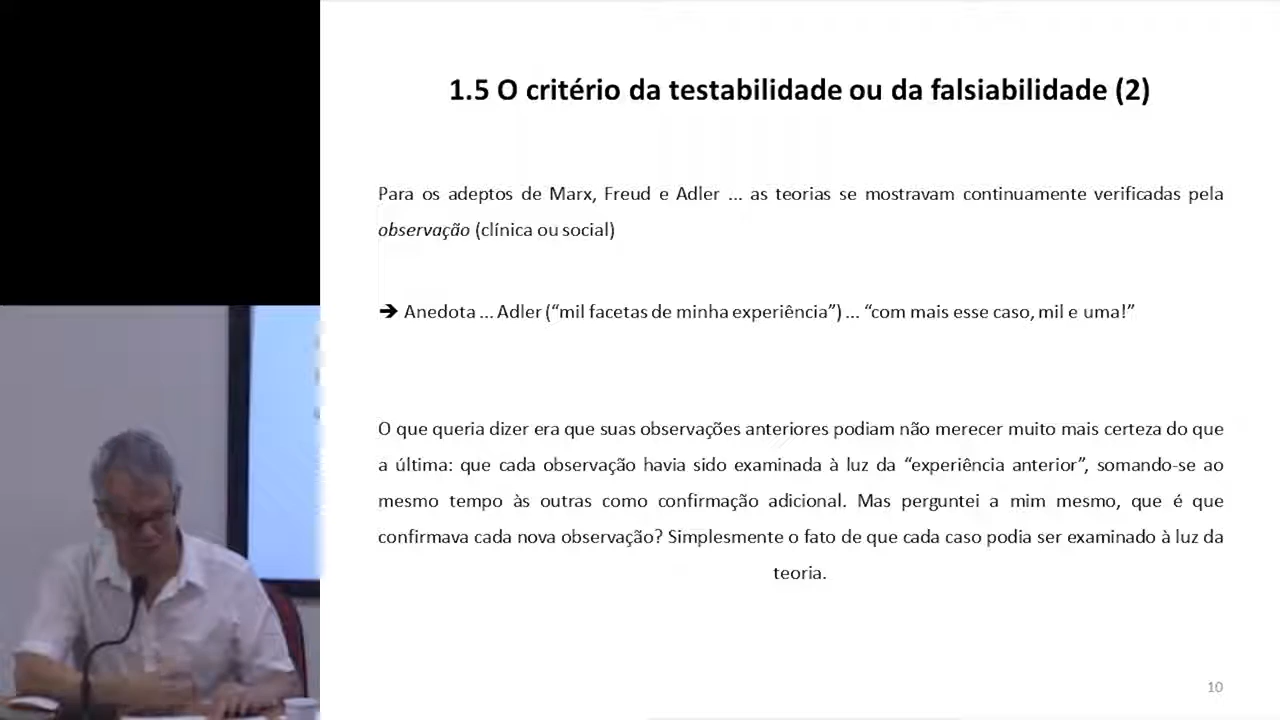 1.5 O critério da testabilidade ou da falsiabilidade (2)
Para os adeptos de Marx, Freud e Adler ... as teorias se mostravam continuamente verificadas pela
observação (clínica ou social)
➔ Anedota ... Adler (“mil facetas de minha experiência”) ... “com mais esse caso, mil e uma!”
O que queria dizer era que suas observações anteriores podiam não merecer muito mais certeza do que
a última: que cada observação havia sido examinada à luz da “experiência anterior”, somando-se ao
mesmo tempo às outras como confirmação adicional. Mas perguntei a mim mesmo, que é que
confirmava cada nova observação? Simplesmente o fato de que cada caso podia ser examinado à luz da
teoria.
10